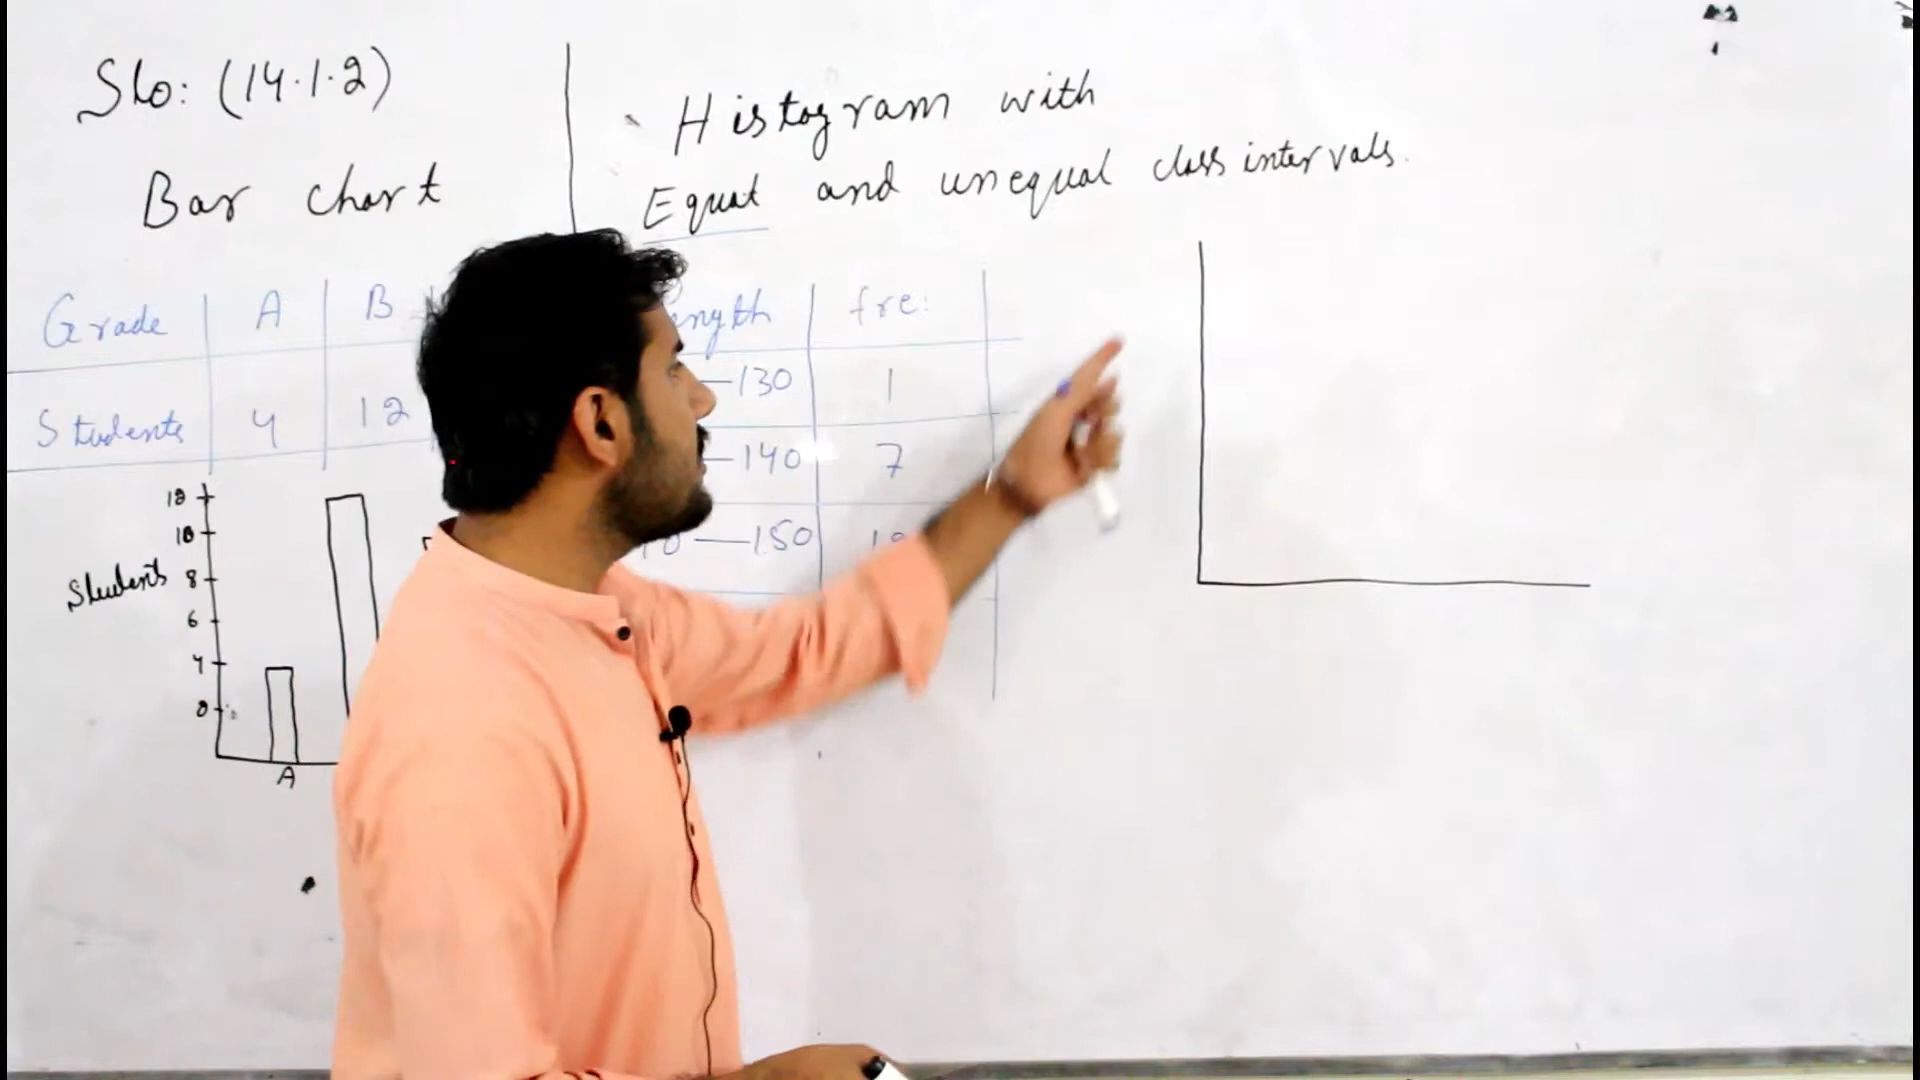 Slo: (14.1.2)
Bar chart
Histogram with
Equal and unequal class intervals.
Grade A B
Students 4 12
fre:
—130 1
—140 7
—150
12
10
8
Students
6
4
A